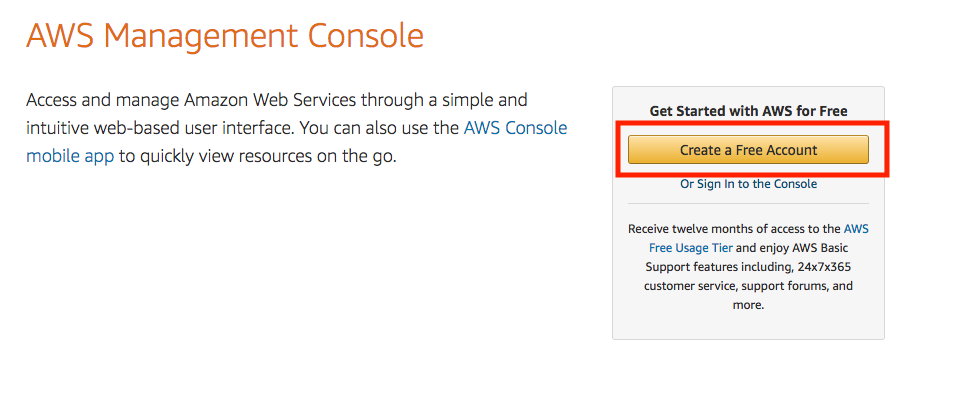 AWS Management Console
Access and manage Amazon Web Services through a simple and
intuitive web-based user interface. You can also use the AWS Console
mobile app to quickly view resources on the go.
Get Started with AWS for Free
Create a Free Account
Or Sign In to the Console
Receive twelve months of access to the AWS
Free Usage Tier and enjoy AWS Basic
Support features including, 24x7x365
customer service, support forums, and
more.